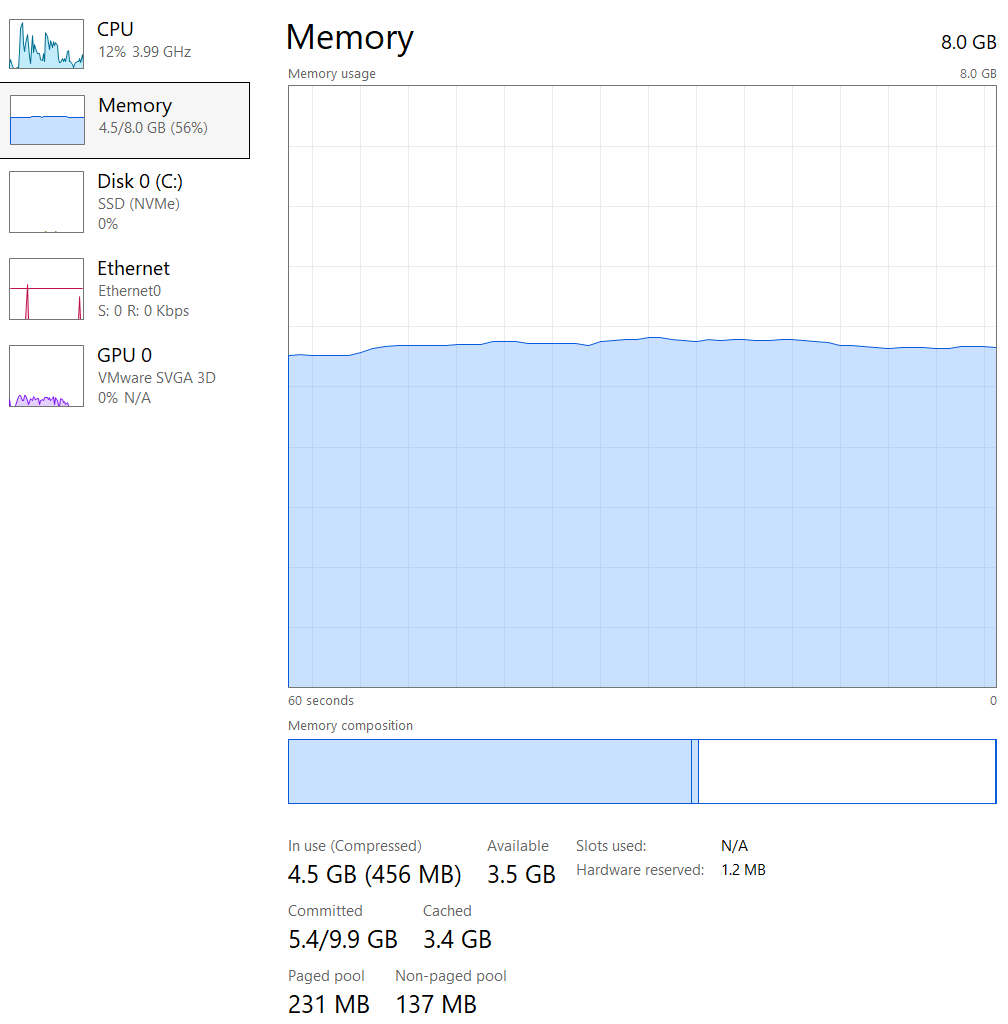 CPU
12% 3.99 GHz
Memory
4.5/8.0 GB (56%)
Disk 0 (C:)
SSD (NVMe)
0%
Ethernet
Ethernet0
S: 0 R: 0 Kbps
GPU 0
VMware SVGA 3D
0% N/A
Memory 8.0 GB
Memory usage 8.0 GB
60 seconds 0
Memory composition
In use (Compressed) Available Slots used: N/A
4.5 GB (456 MB) 3.5 GB Hardware reserved: 1.2 MB
Committed Cached
5.4/9.9 GB 3.4 GB
Paged pool Non-paged pool
231 MB 137 MB